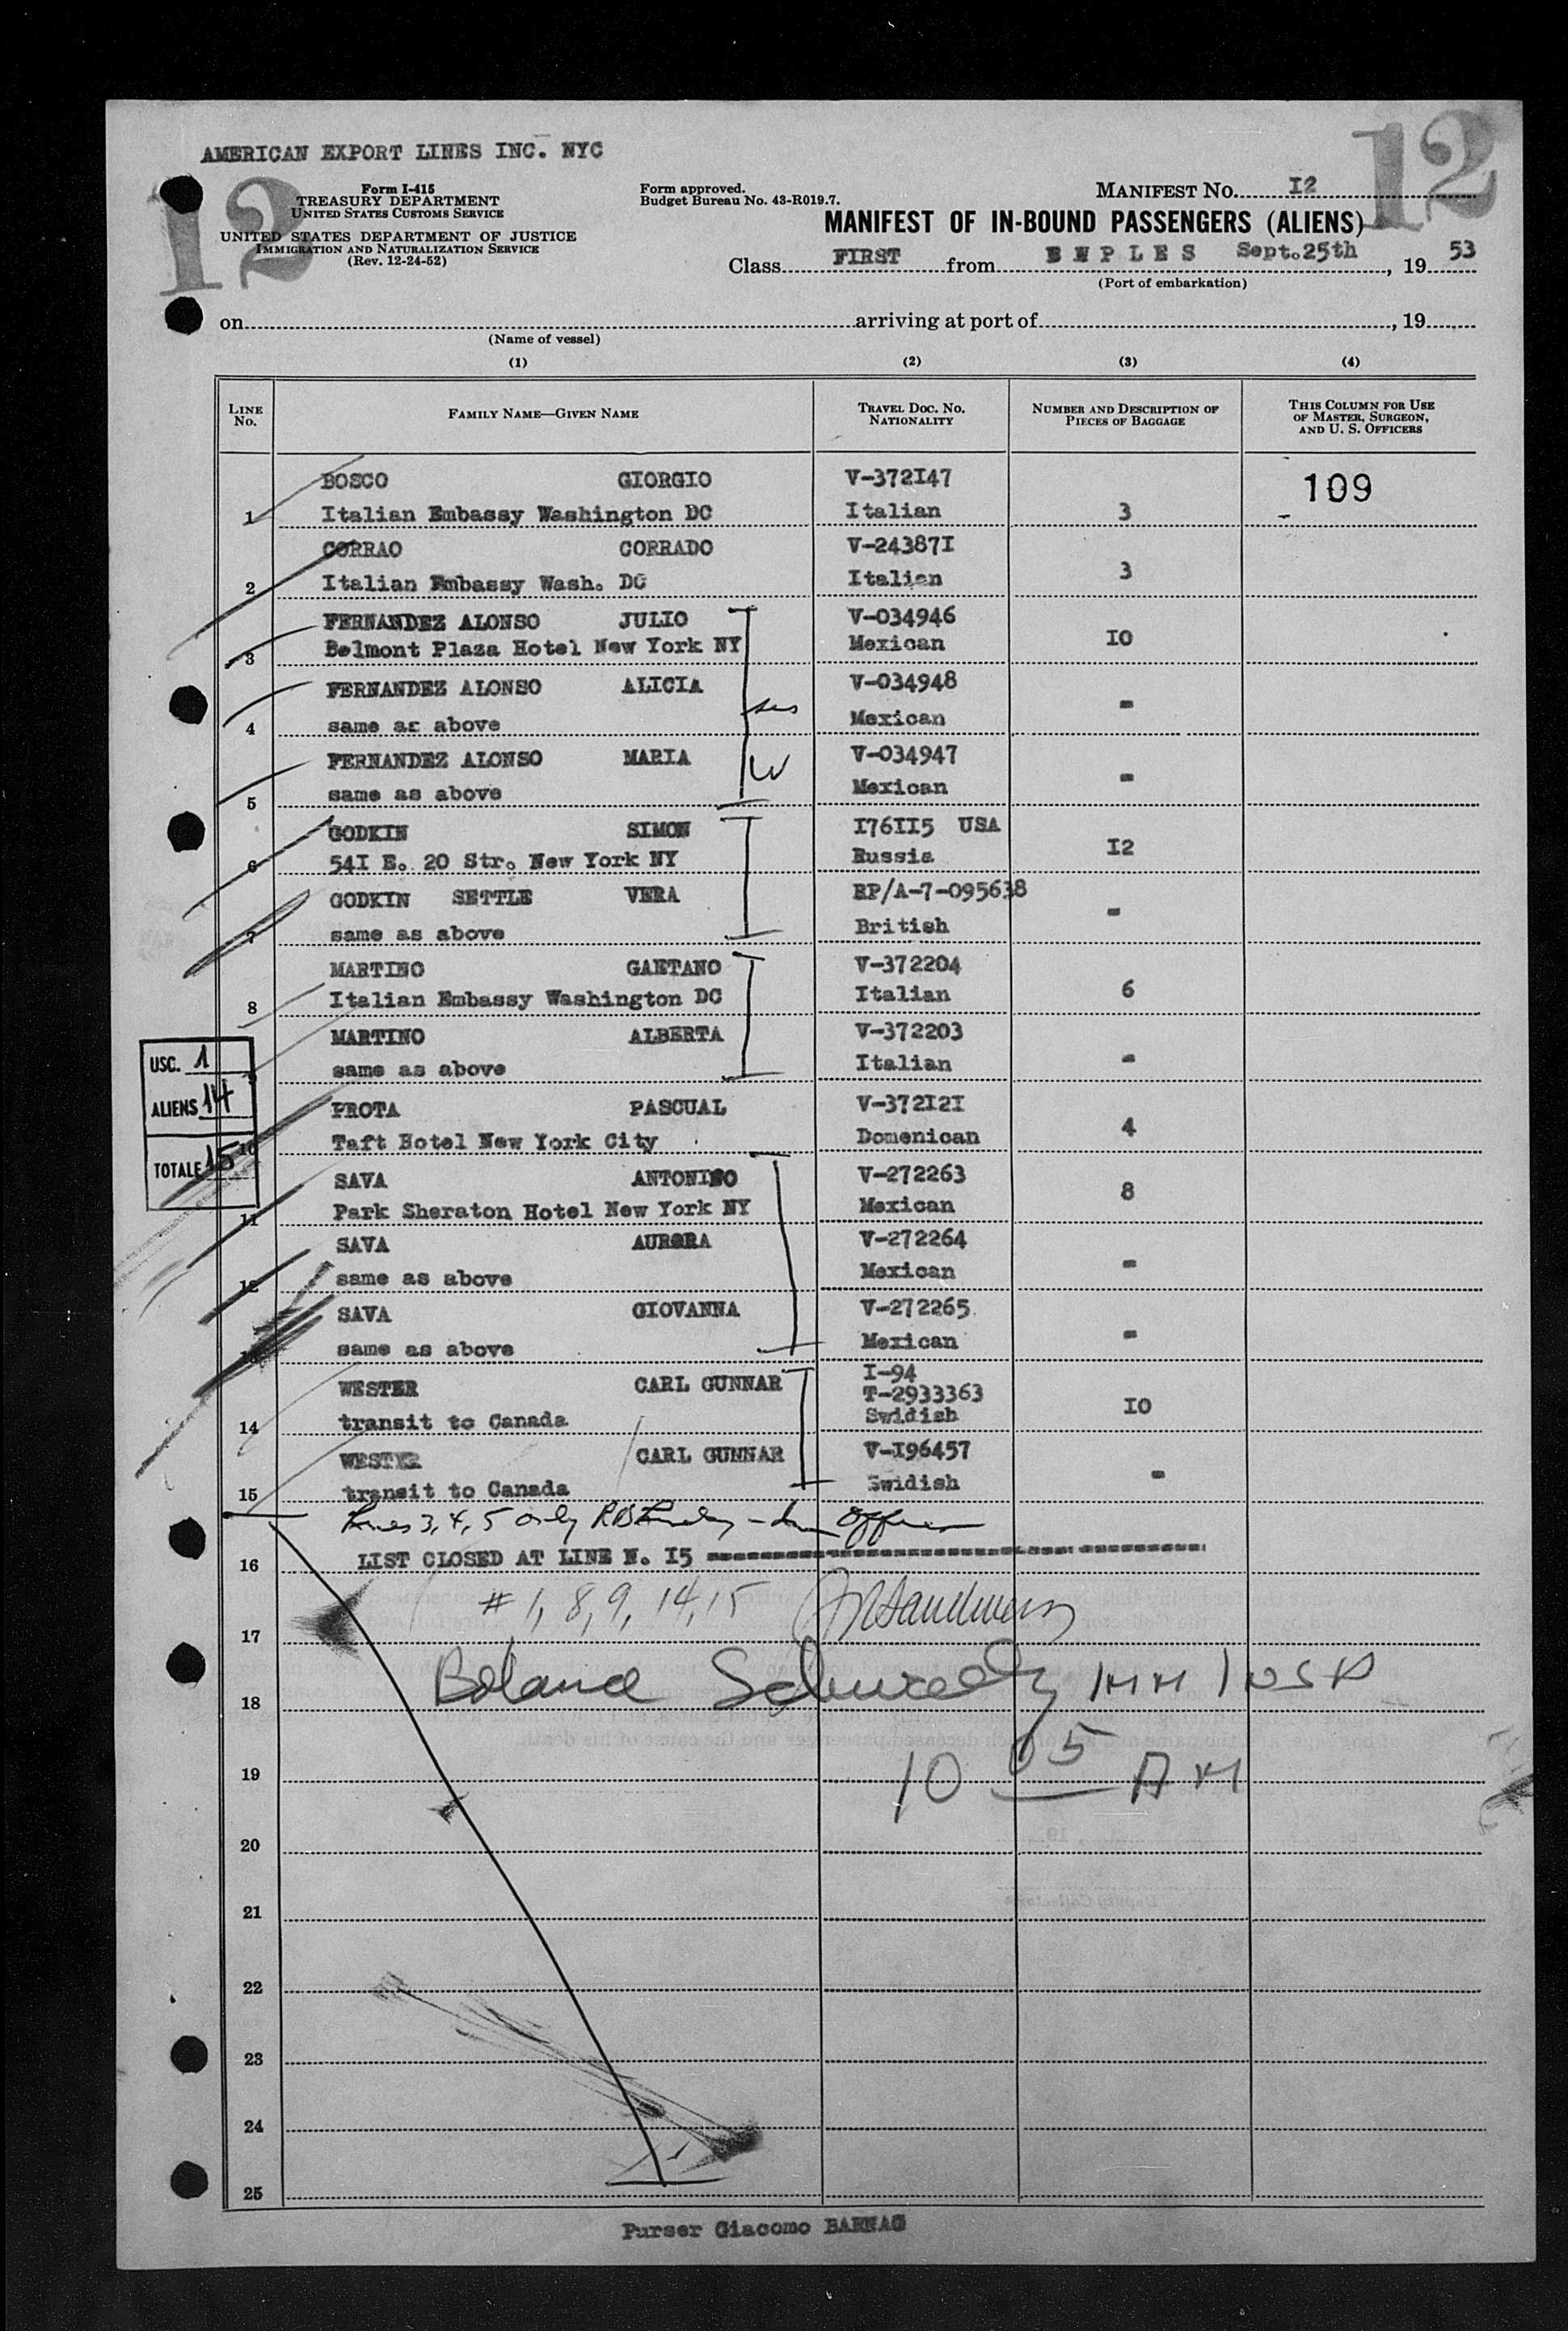 AMERICAN EXPORT LINES INC. NYC
12
12
Form I-415
TREASURY DEPARTMENT
UNITED STATES CUSTOMS SERVICE
UNITED STATES DEPARTMENT OF JUSTICE
IMMIGRATION AND NATURALIZATION SERVICE
(Rev. 12-24-52)
Form approved.
Budget Bureau No. 43-R019.7.
MANIFEST NO. I2
MANIFEST OF IN-BOUND PASSENGERS (ALIENS)
Class FIRST from Sept.25th, 19 53
(Port of embarkation)
on arriving at port of , 19
(Name of vessel)
(1) (2) (3) (4)
LINE No. FAMILY NAME—GIVEN NAME TRAVEL DOC. NO. NATIONALITY NUMBER AND DESCRIPTION OF PIECES OF BAGGAGE THIS COLUMN FOR USE OF MASTER, SURGEON, AND U. S. OFFICERS
BOSCO GIORGIO V-372I47 109
1 Italian Embassy Washington DC Italian 3
CORRAO CORRADO V-24387I
2 Italian Embassy Wash. DC Italian 3
FERNANDEZ ALONSO JULIO V-034946
3 Belmont Plaza Hotel New York NY Mexican IO
FERNANDEZ ALONSO ALICIA V-034948
4 same as above Mexican -
FERNANDEZ ALONSO MARIA V-034947
5 same as above Mexican -
GODKIN SIMON I76II5 USA
6 54I E. 20 Str. New York NY Russia I2
GODKIN SETTLE VERA BP/A-7-095638
7 same as above British -
MARTINO GAETANO V-372204
8 Italian Embassy Washington DC Italian 6
MARTINO ALBERTA V-372203
9 same as above Italian -
USC. 1
ALIENS 14
TOTALE 15
PROTA PASCUAL V-372I2I
10 Taft Hotel New York City Domenican 4
SAVA ANTONINO V-272263
11 Park Sheraton Hotel New York NY Mexican 8
SAVA AURORA V-272264
12 same as above Mexican -
SAVA GIOVANNA V-272265
13 same as above Mexican -
WESTER CARL GUNNAR I-94
T-2933363
14 transit to Canada Swidish IO
WESTER CARL GUNNAR V-I96457
15 transit to Canada Swidish -
Lines 3, 4, 5 only
16 LIST CLOSED AT LINE N. I5
# 1, 8, 9, 14, 15
17
18
10 05 AM
19
20
21
22
23
24
25
Purser Giacomo BARNAG